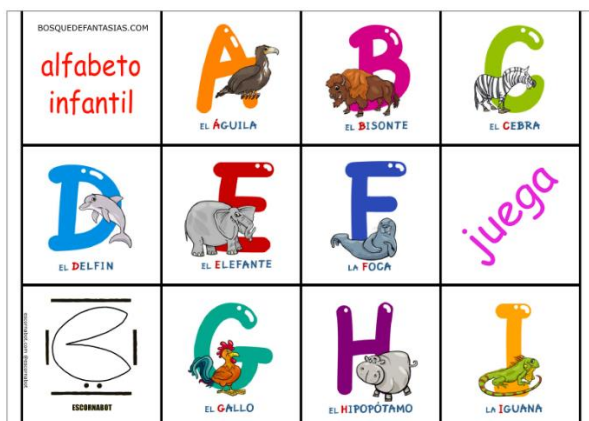 BOSQUEDEFANTASIAS.COM
alfabeto
infantil
A
EL ÁGUILA
B
EL BISONTE
C
EL CEBRA
D
EL DELFIN
E
EL ELEFANTE
F
LA FOCA
juega
ESCORNABOT
G
EL GALLO
H
EL HIPOPÓTAMO
I
LA IGUANA